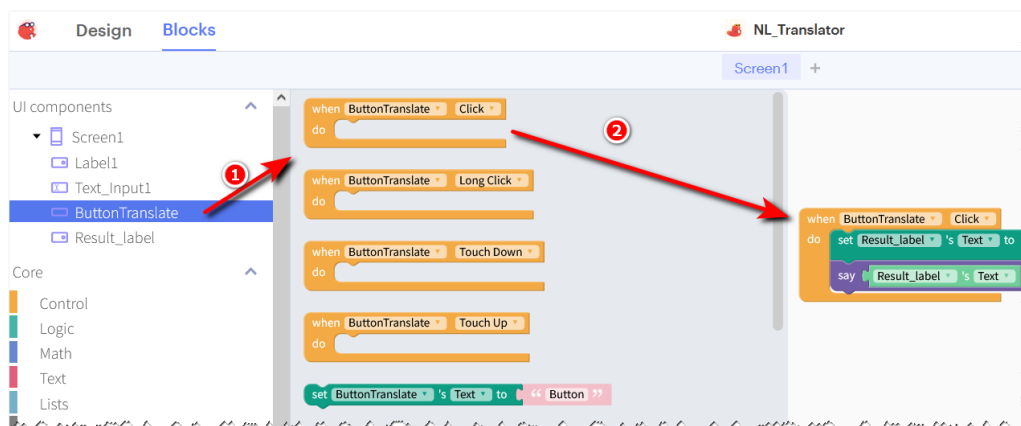 Design Blocks NL_Translator
Screen1 +
UI components
Screen1
Label1
Text_Input1
ButtonTranslate
Result_label
Core
Control
Logic
Math
Text
Lists
when ButtonTranslate Click
do
when ButtonTranslate Long Click
do
when ButtonTranslate Touch Down
do
when ButtonTranslate Touch Up
do
set ButtonTranslate 's Text to “ Button ”
1
2
when ButtonTranslate Click
do set Result_label 's Text to
say Result_label 's Text